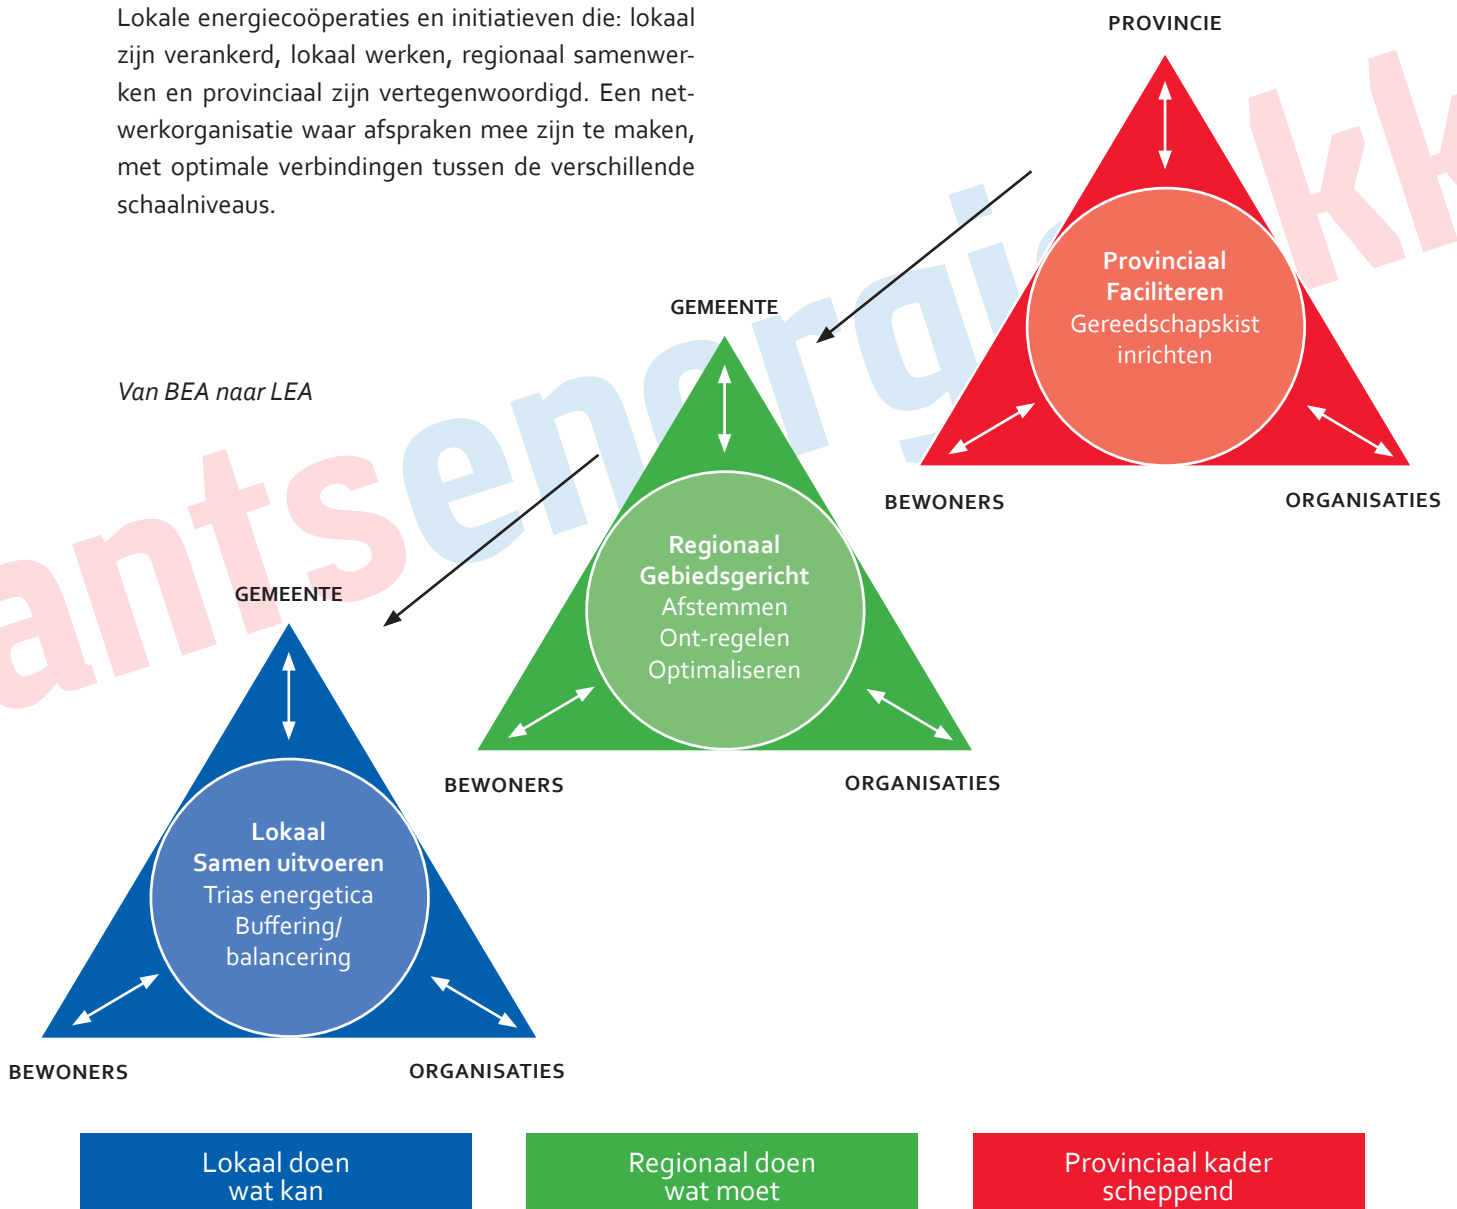 Lokale energiecoöperaties en initiatieven die: lokaal
zijn verankerd, lokaal werken, regionaal samenwer-
ken en provinciaal zijn vertegenwoordigd. Een net-
werkorganisatie waar afspraken mee zijn te maken,
met optimale verbindingen tussen de verschillende
schaalniveaus.
Van BEA naar LEA
PROVINCIE
Provinciaal
Faciliteren
Gereedschapskist
inrichten
BEWONERS
ORGANISATIES
GEMEENTE
Regionaal
Gebiedsgericht
Afstemmen
Ont-regelen
Optimaliseren
BEWONERS
ORGANISATIES
GEMEENTE
Lokaal
Samen uitvoeren
Trias energetica
Buffering/
balancering
BEWONERS
ORGANISATIES
Lokaal doen
wat kan
Regionaal doen
wat moet
Provinciaal kader
scheppend